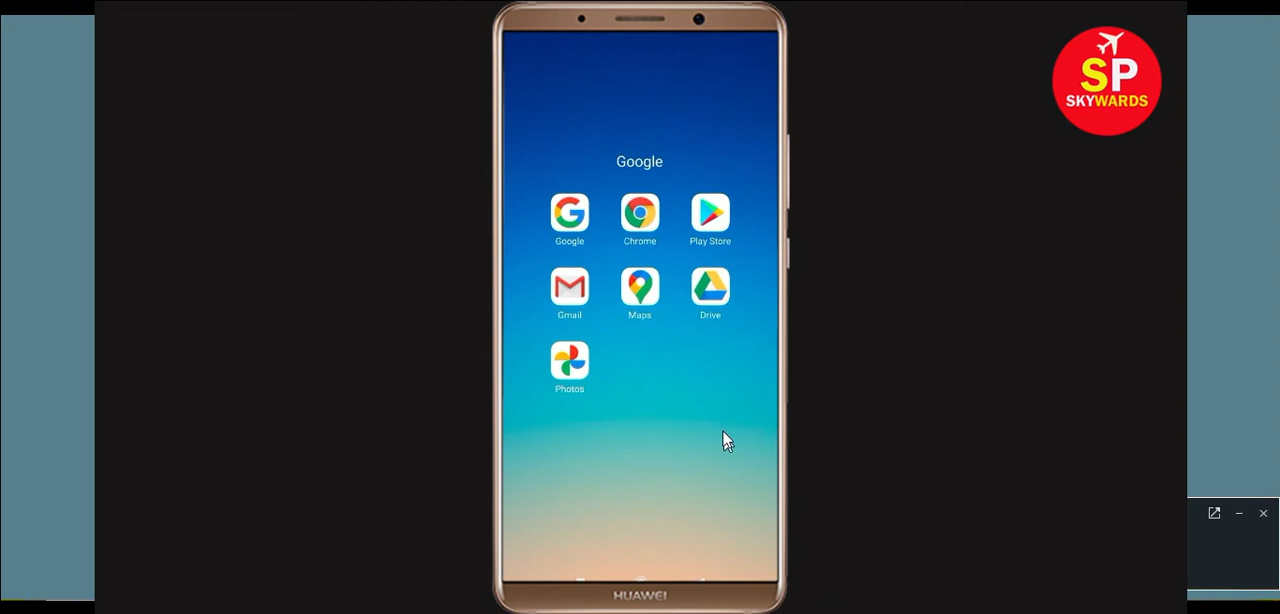 SP
SKYWARDS
Google
Google Chrome Play Store
Gmail Maps Drive
Photos
HUAWEI